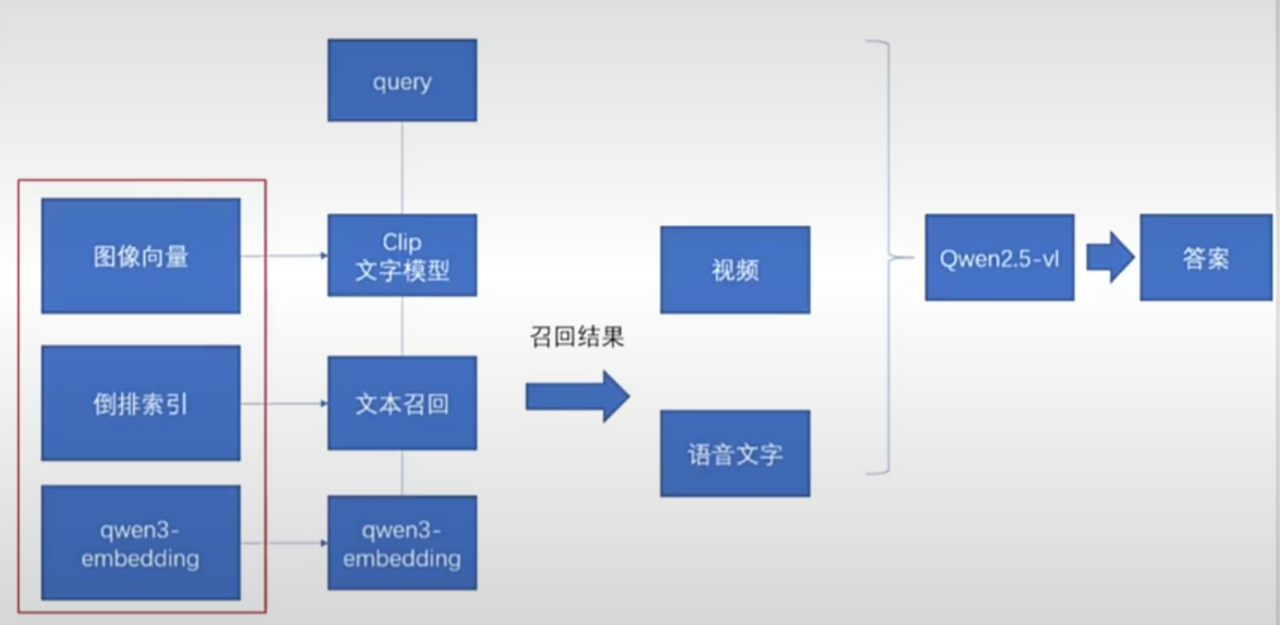 query
图像向量
Clip
文字模型
视频
Qwen2.5-vl
答案
召回结果
倒排索引
文本召回
语音文字
qwen3-
embedding
qwen3-
embedding